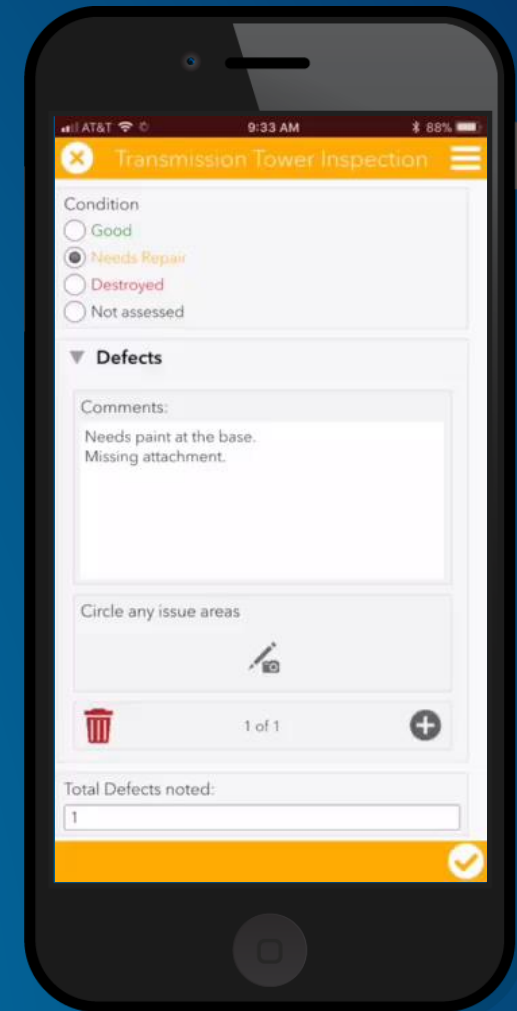 AT&T
9:33 AM
88%
Transmission Tower Inspection
Condition
Good
Needs Repair
Destroyed
Not assessed
Defects
Comments:
Needs paint at the base.
Missing attachment.
Circle any issue areas
1 of 1
Total Defects noted:
1